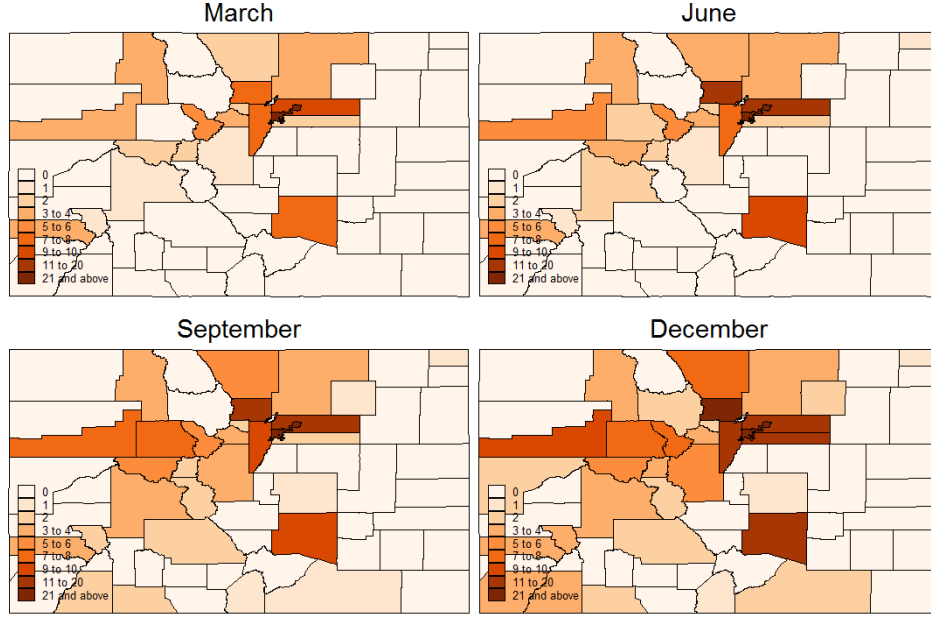 March
June
0
1
2
3 to 4
5 to 6
7 to 8
9 to 10
11 to 20
21 and above
0
1
2
3 to 4
5 to 6
7 to 8
9 to 10
11 to 20
21 and above
September
December
0
1
2
3 to 4
5 to 6
7 to 8
9 to 10
11 to 20
21 and above
0
1
2
3 to 4
5 to 6
7 to 8
9 to 10
11 to 20
21 and above